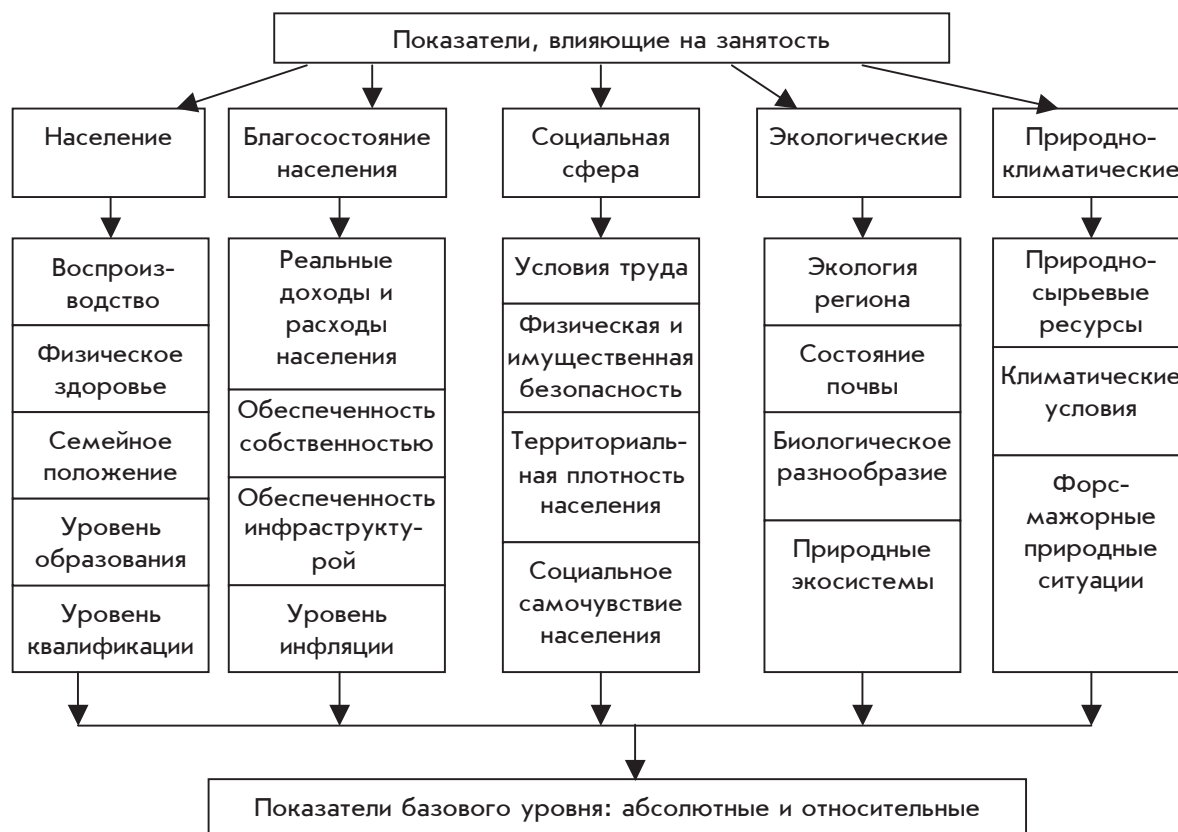 Показатели, влияющие на занятость
Население
Благосостояние
населения
Социальная
сфера
Экологические
Природно-
климатические
Воспроиз-
водство
Физическое
здоровье
Семейное
положение
Уровень
образования
Уровень
квалификации
Реальные
доходы и
расходы
населения
Обеспеченность
собственностью
Обеспеченность
инфраструкту-
рой
Уровень
инфляции
Условия труда
Физическая и
имущественная
безопасность
Территориаль-
ная плотность
населения
Социальное
самочувствие
населения
Экология
региона
Состояние
почвы
Биологическое
разнообразие
Природные
экосистемы
Природно-
сырьевые
ресурсы
Климатические
условия
Форс-
мажорные
природные
ситуации
Показатели базового уровня: абсолютные и относительные